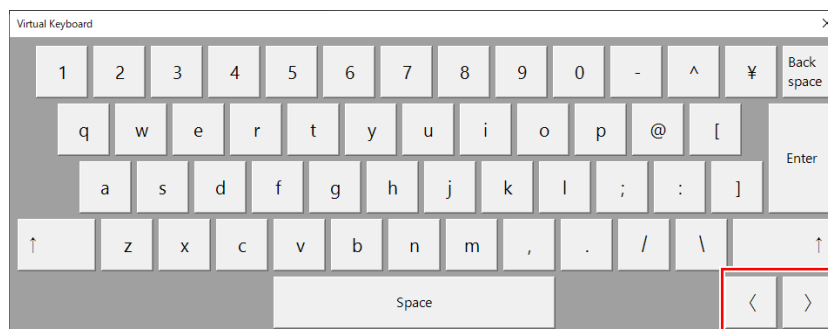 Virtual Keyboard ×
1 2 3 4 5 6 7 8 9 0 - ^ ¥ Back space
q w e r t y u i o p @ [
Enter
a s d f g h j k l ; : ]
↑ z x c v b n m , . / \ ↑
Space 〈 〉